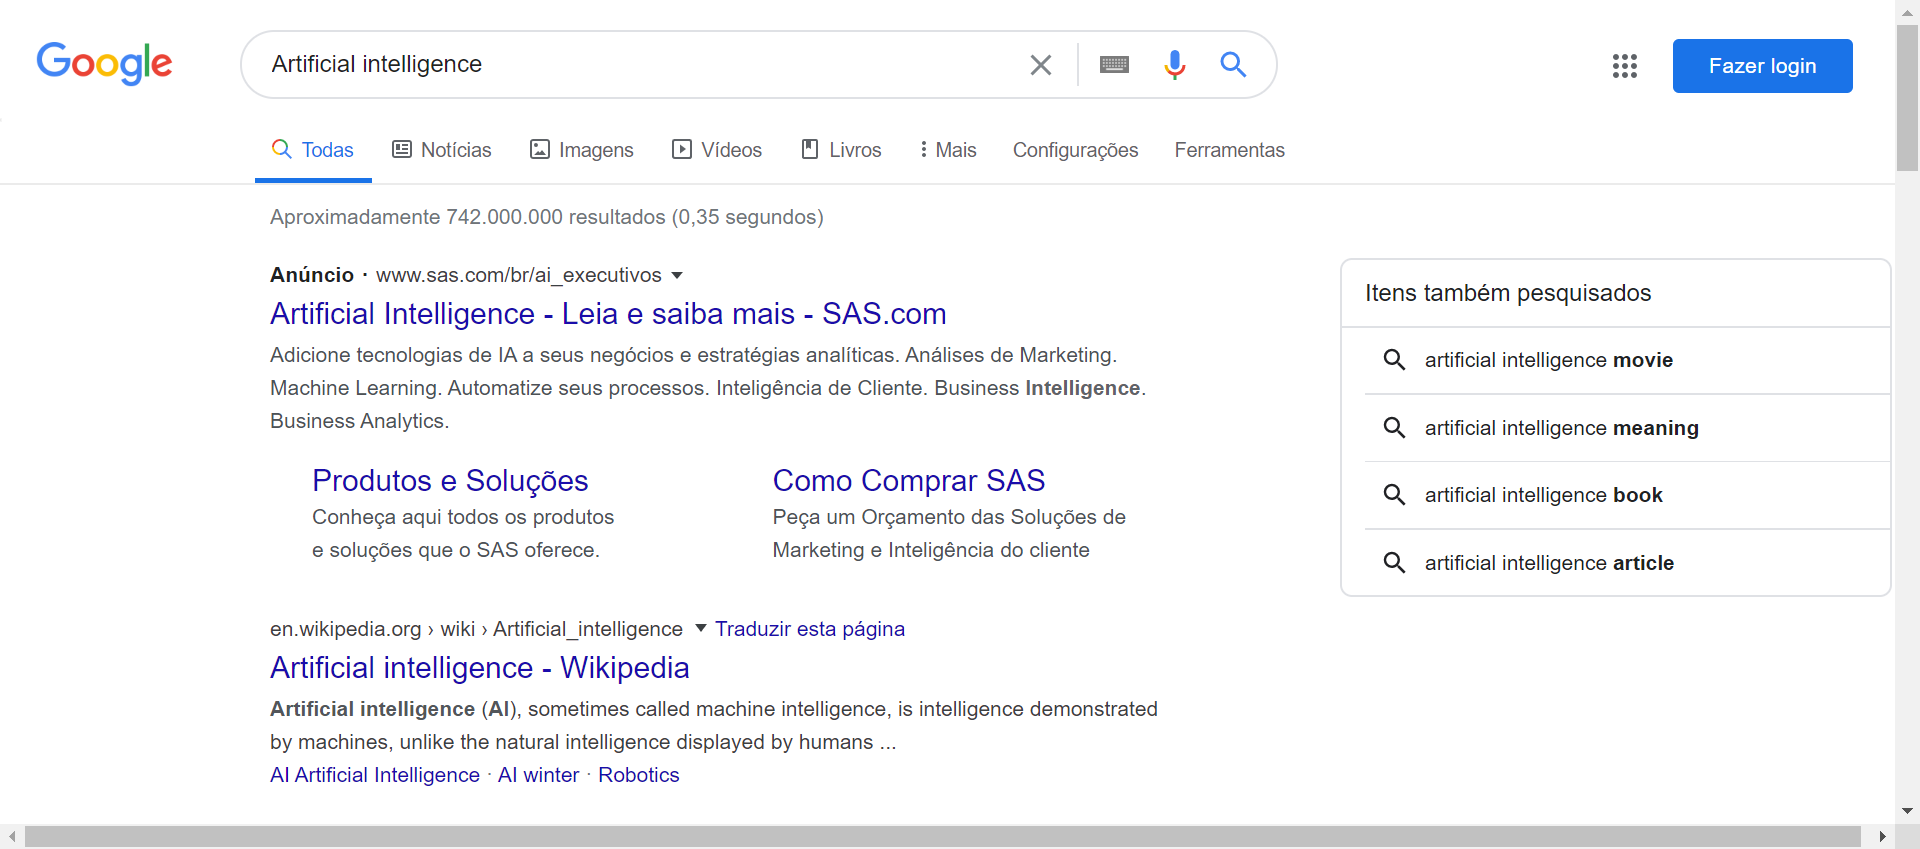 Google
Artificial intelligence
Fazer login
Todas
Notícias
Imagens
Vídeos
Livros
Mais
Configurações
Ferramentas
Aproximadamente 742.000.000 resultados (0,35 segundos)
Anúncio · www.sas.com/br/ai_executivos
Artificial Intelligence - Leia e saiba mais - SAS.com
Adicione tecnologias de IA a seus negócios e estratégias analíticas. Análises de Marketing.
Machine Learning. Automatize seus processos. Inteligência de Cliente. Business Intelligence.
Business Analytics.
Produtos e Soluções
Conheça aqui todos os produtos
e soluções que o SAS oferece.
Como Comprar SAS
Peça um Orçamento das Soluções de
Marketing e Inteligência do cliente
en.wikipedia.org › wiki › Artificial_intelligence Traduzir esta página
Artificial intelligence - Wikipedia
Artificial intelligence (AI), sometimes called machine intelligence, is intelligence demonstrated
by machines, unlike the natural intelligence displayed by humans ...
AI Artificial Intelligence · AI winter · Robotics
Itens também pesquisados
artificial intelligence movie
artificial intelligence meaning
artificial intelligence book
artificial intelligence article